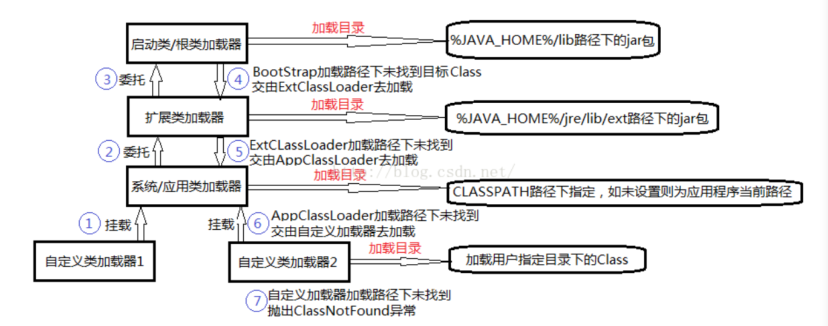 加载目录
启动类/根类加载器
%JAVA_HOME%/lib路径下的jar包
③ 委托
④ BootStrap加载路径下未找到目标Class
交由ExtClassLoader去加载
加载目录
扩展类加载器
%JAVA_HOME%/jre/lib/ext路径下的jar包
② 委托
⑤ ExtCLassLoader加载路径下未找到
交由AppClassLoader去加载
://blog.csdn.net/
加载目录
系统/应用类加载器
CLASSPATH路径下指定，如未设置则为应用程序当前路径
① 挂载
挂载
⑥ AppClassLoader加载路径下未找到
交由自定义加载器去加载
加载目录
自定义类加载器1
自定义类加载器2
加载用户指定目录下的Class
⑦ 自定义加载器加载路径下未找到
抛出ClassNotFound异常